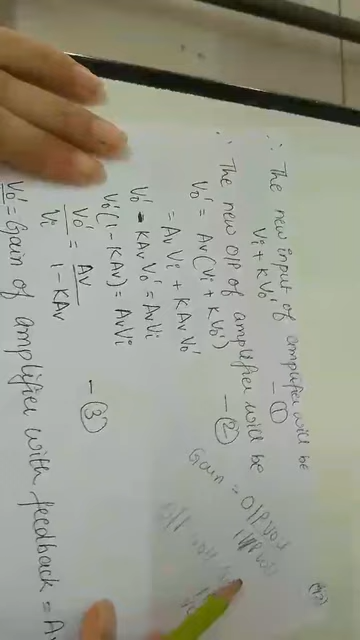 ∴ The new input of amplifier will be
Vi + KVo' — ①
∴ The new O/P of amplifier will be
Vo' = Av (Vi + KVo') — ②
= AvVi + KAvVo'
Vo' - KAvVo' = AvVi
Vo'(1-KAv) = AvVi
Vo'/Vi = Av/1-KAv — ③
Vo' = Gain of amplifier with feedback = A
Gain = O/P Vol